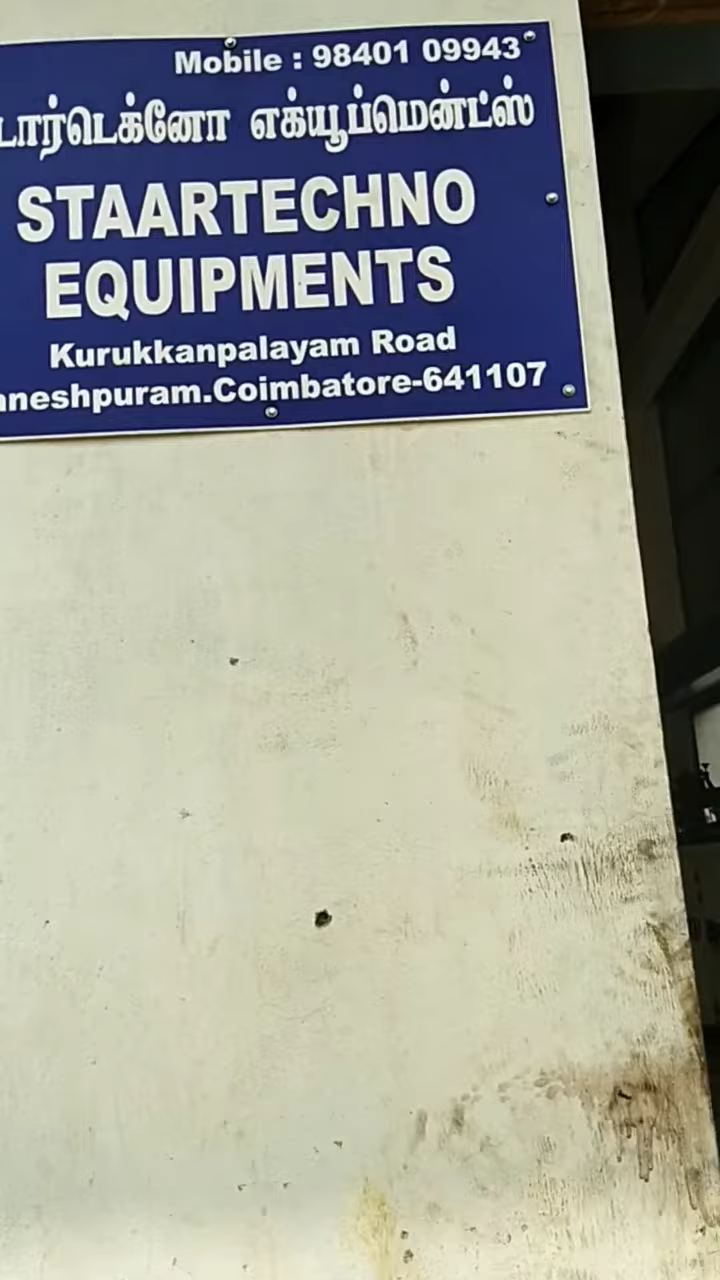 Mobile : 98401 09943
டார்டெக்னோ எக்யூப்மென்ட்ஸ்
STAARTECHNO
EQUIPMENTS
Kurukkanpalayam Road
aneshpuram.Coimbatore-641107